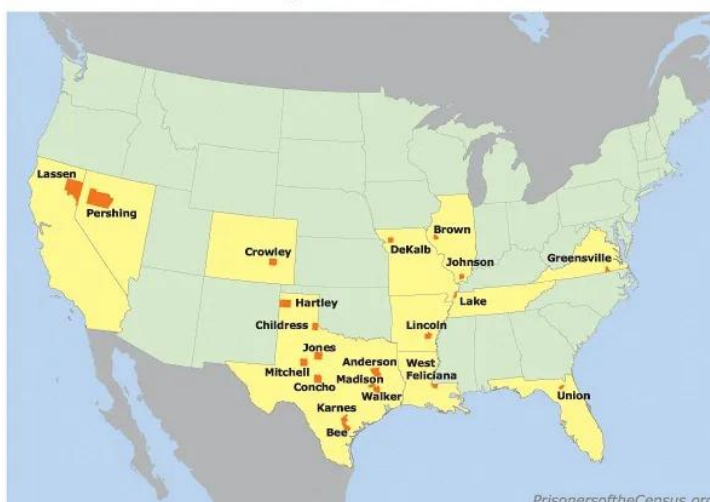 Lassen
Pershing
Crowley
DeKalb
Brown
Johnson
Greensville
Lake
Hartley
Childress
Lincoln
Jones
Mitchell
Concho
Anderson
Madison
Walker
West
Feliciana
Union
Karnes
Bee
PrisonersoftheCensus.org